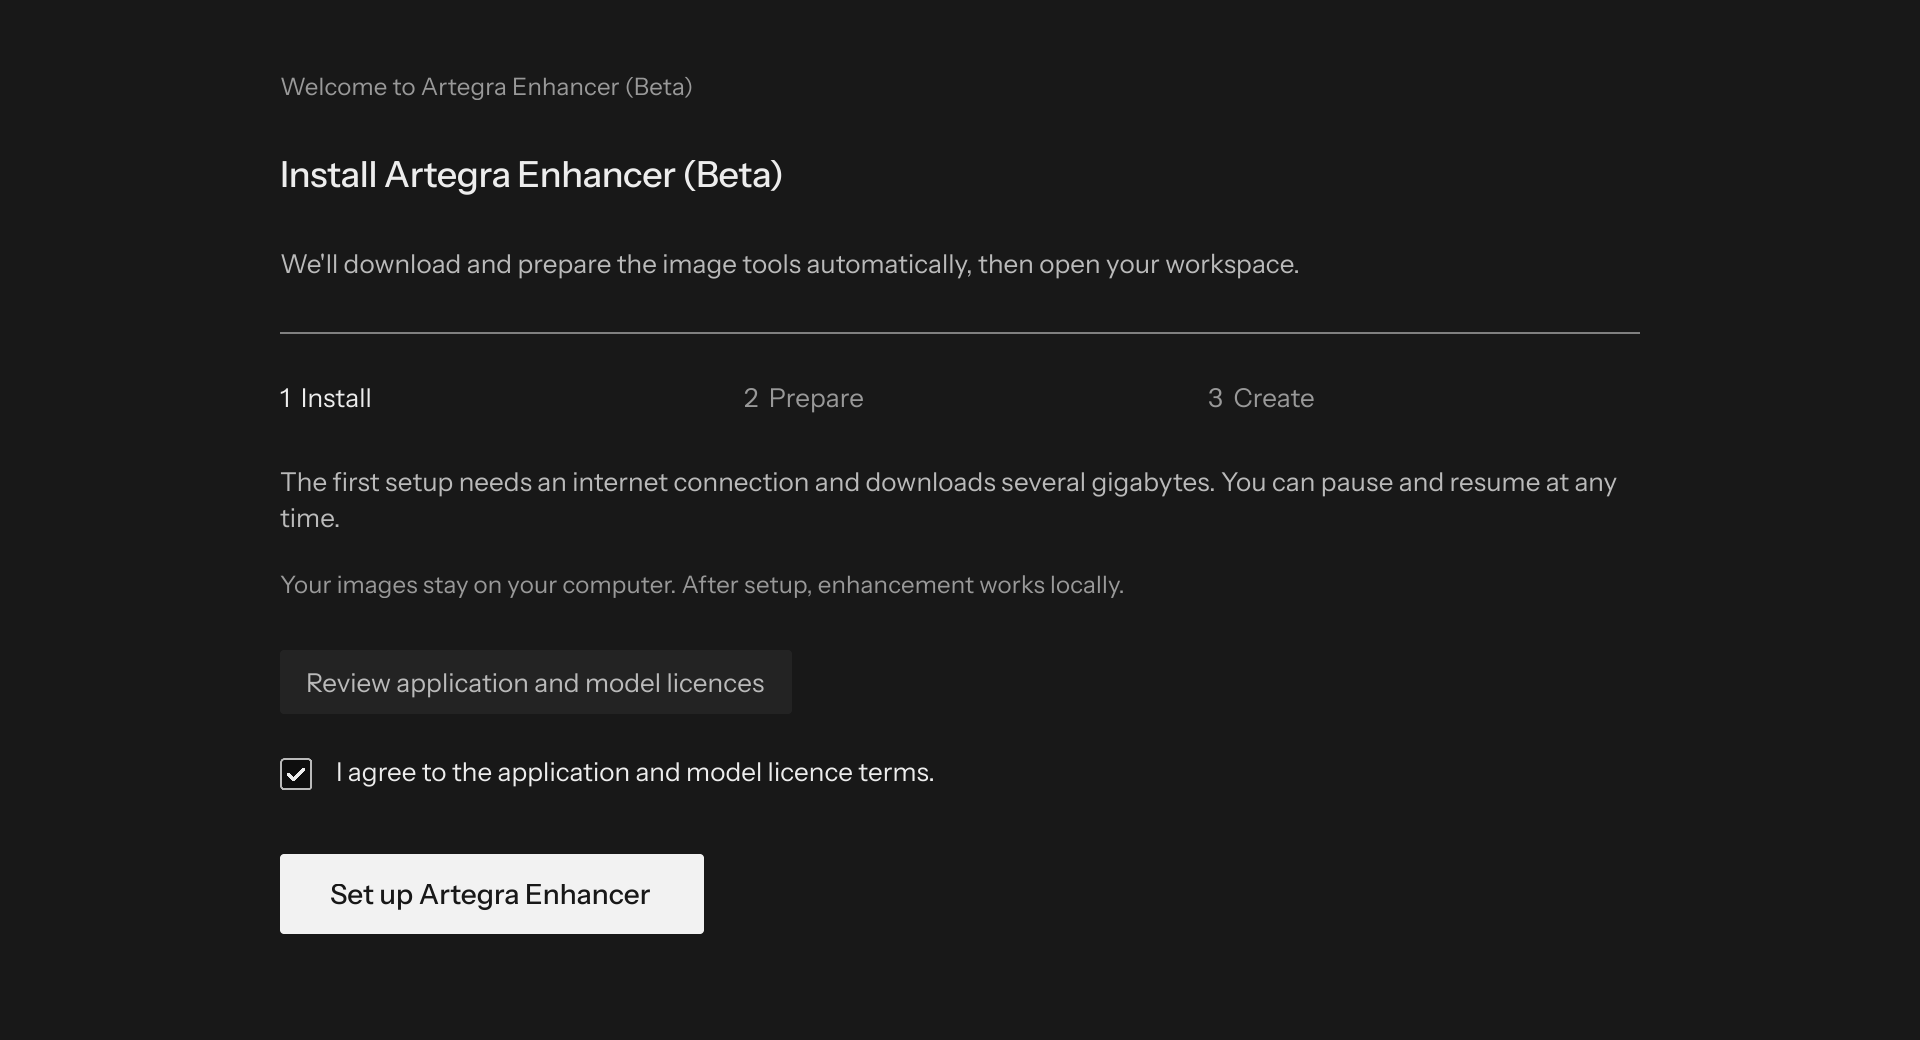 Welcome to Artegra Enhancer (Beta)
Install Artegra Enhancer (Beta)
We'll download and prepare the image tools automatically, then open your workspace.
1 Install
2 Prepare
3 Create
The first setup needs an internet connection and downloads several gigabytes. You can pause and resume at any
time.
Your images stay on your computer. After setup, enhancement works locally.
Review application and model licences
I agree to the application and model licence terms.
Set up Artegra Enhancer